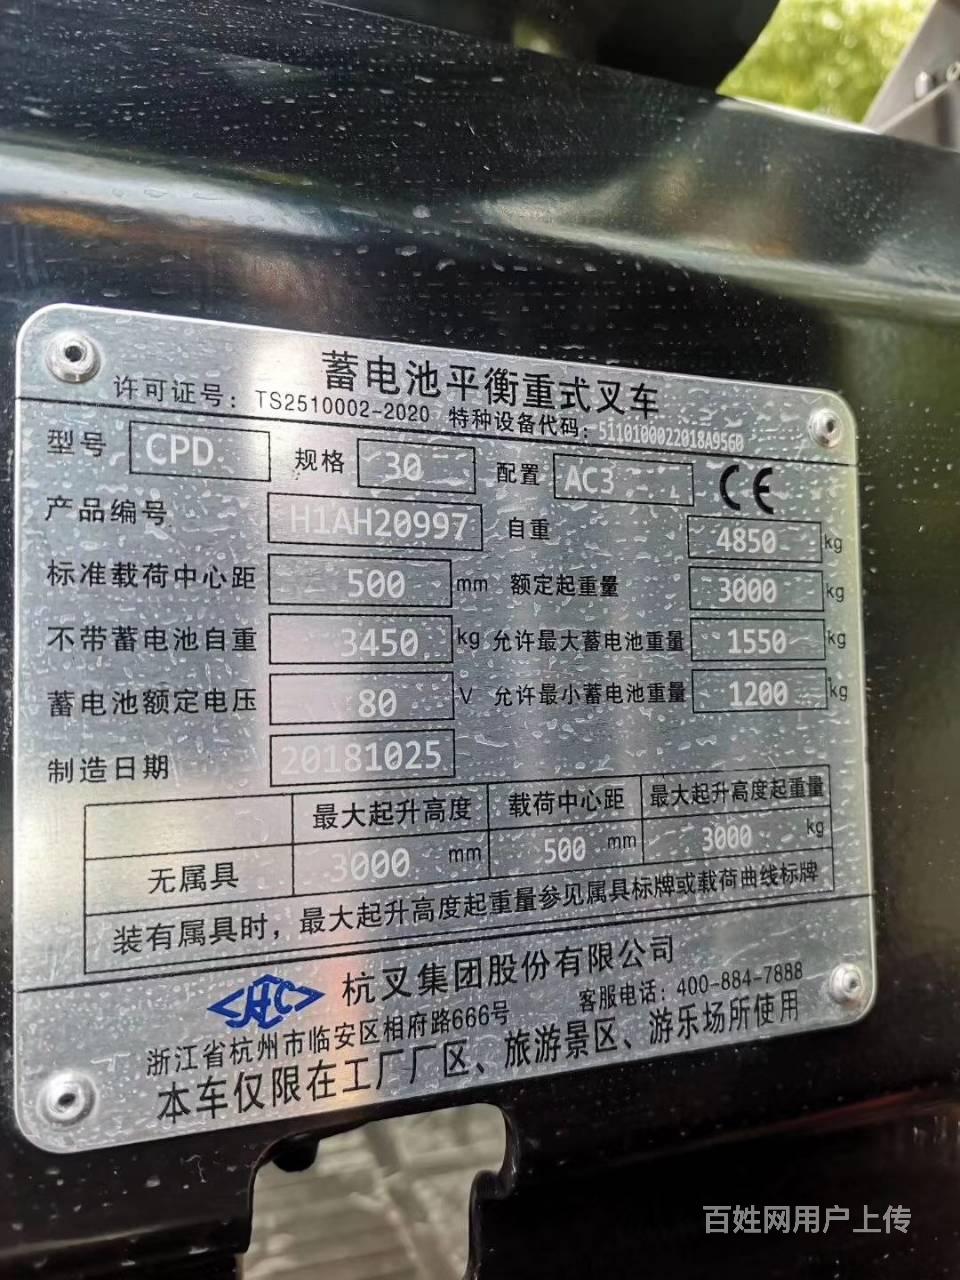 蓄电池平衡重式叉车
许可证号：TS2510002-2020 特种设备代码：5110100022018A9560
型号 CPD 规格 30 配置 AC3 CE
产品编号 H1AH20997 自重 4850 kg
标准载荷中心距 500 mm 额定起重量 3000 kg
不带蓄电池自重 3450 kg 允许最大蓄电池重量 1550 kg
蓄电池额定电压 80 V 允许最小蓄电池重量 1200 kg
制造日期 20181025
最大起升高度 载荷中心距 最大起升高度起重量
无属具 3000 mm 500 mm 3000 kg
装有属具时，最大起升高度起重量参见属具标牌或载荷曲线标牌
HC 杭叉集团股份有限公司
浙江省杭州市临安区相府路666号 客服电话：400-884-7888
本车仅限在工厂厂区、旅游景区、游乐场所使用
百姓网用户上传